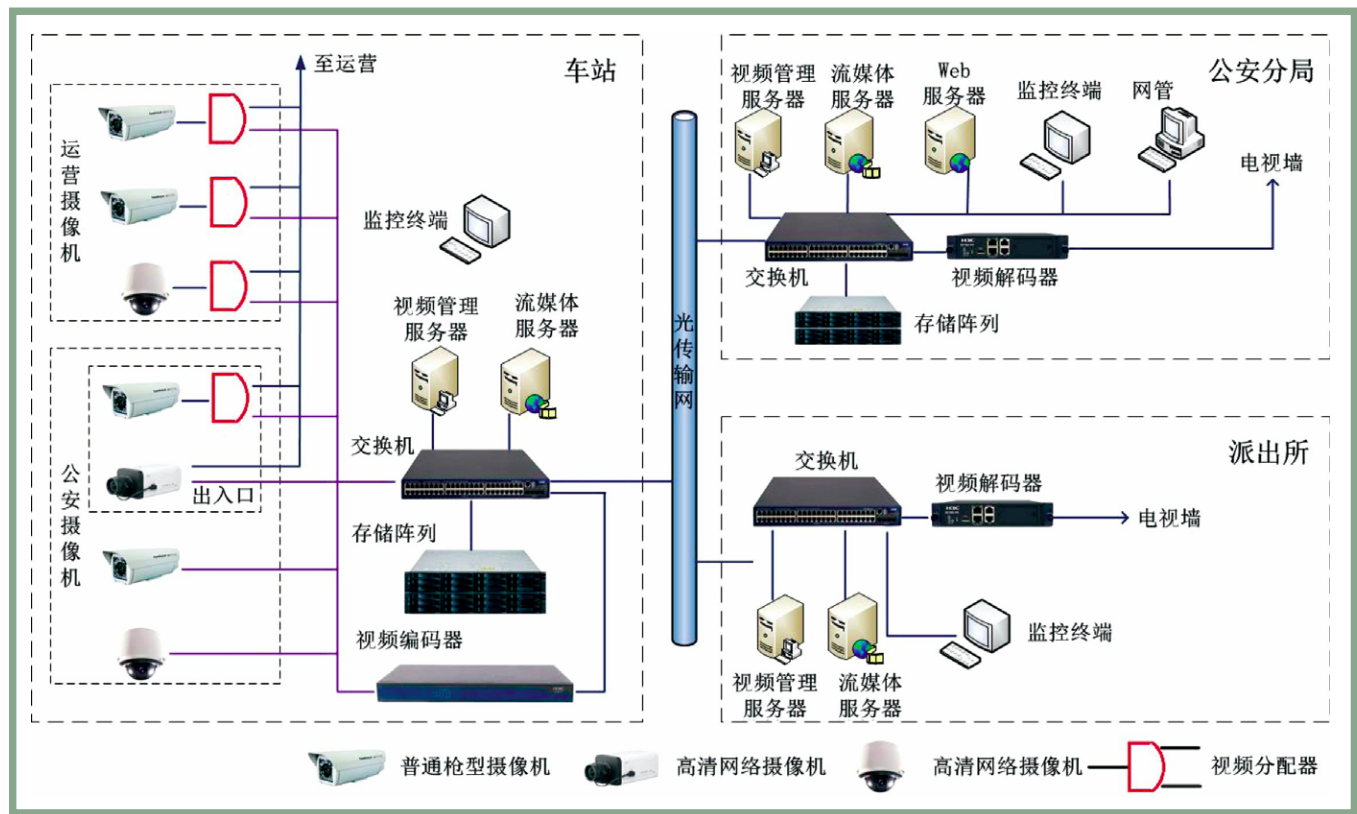 至运营
车站
运营摄像机
监控终端
视频管理
服务器
流媒体
服务器
公安摄像机
出入口
交换机
存储阵列
视频编码器
光传输网
公安分局
视频管理
服务器
流媒体
服务器
Web
服务器
监控终端
网管
电视墙
交换机
视频解码器
存储阵列
派出所
交换机
视频解码器
电视墙
监控终端
视频管理
服务器
流媒体
服务器
普通枪型摄像机
高清网络摄像机
高清网络摄像机
视频分配器